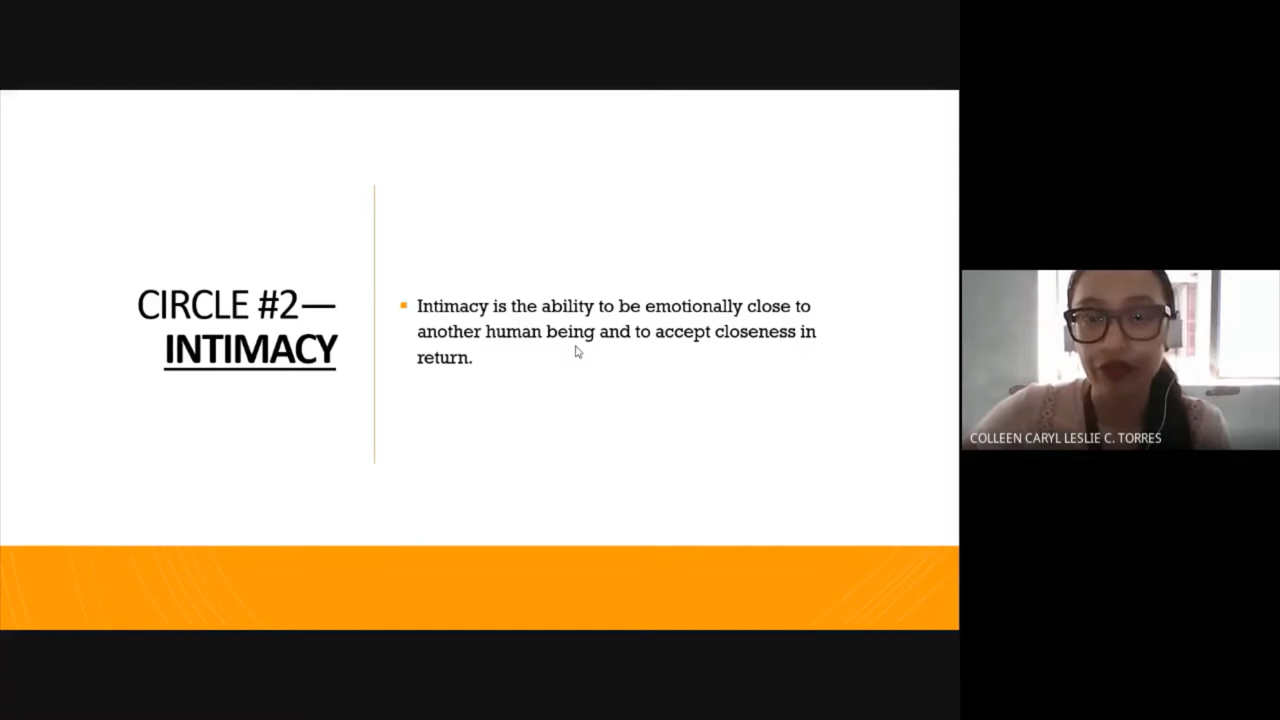 CIRCLE #2—
INTIMACY
Intimacy is the ability to be emotionally close to
another human being and to accept closeness in
return.
COLLEEN CARYL LESLIE C. TORRES